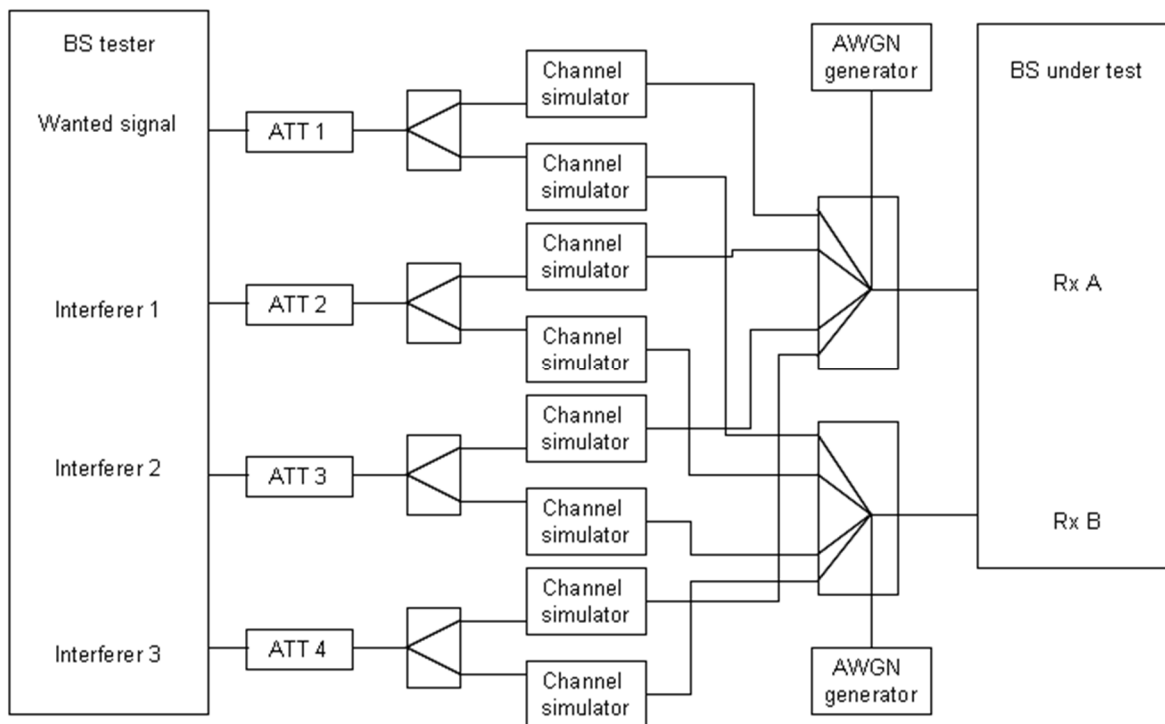 BS tester
Wanted signal
Interferer 1
Interferer 2
Interferer 3
ATT 1
ATT 2
ATT 3
ATT 4
Channel
simulator
Channel
simulator
Channel
simulator
Channel
simulator
Channel
simulator
Channel
simulator
Channel
simulator
Channel
simulator
AWGN
generator
AWGN
generator
BS under test
Rx A
Rx B